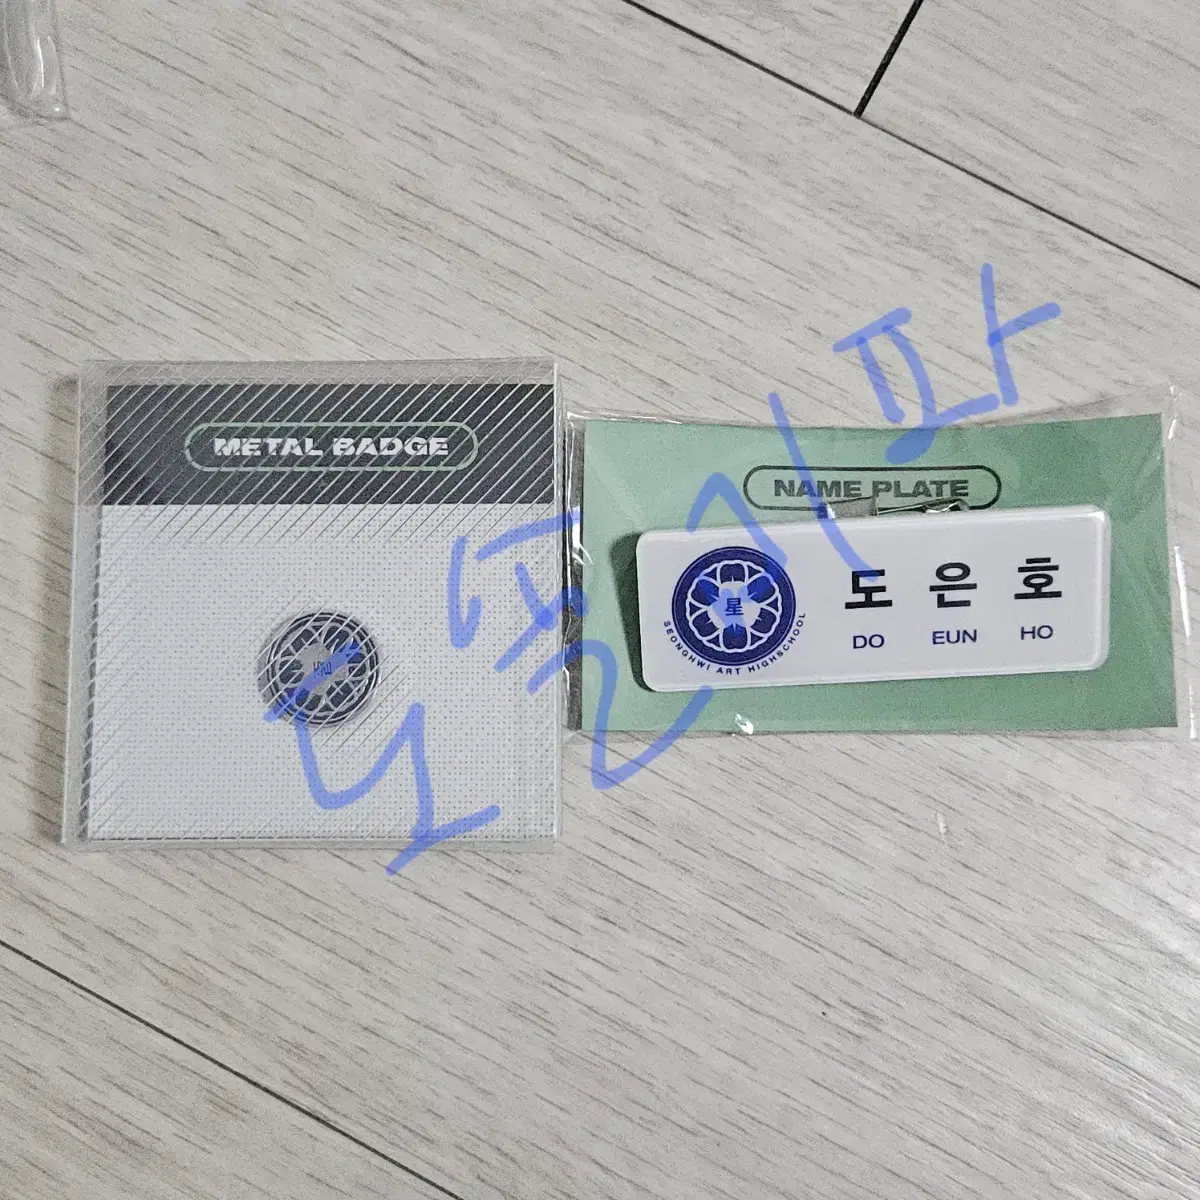 METAL BADGE
NAME PLATE
星
SEONGHWI ART HIGHSCHOOL
도 은 호
DO EUN HO